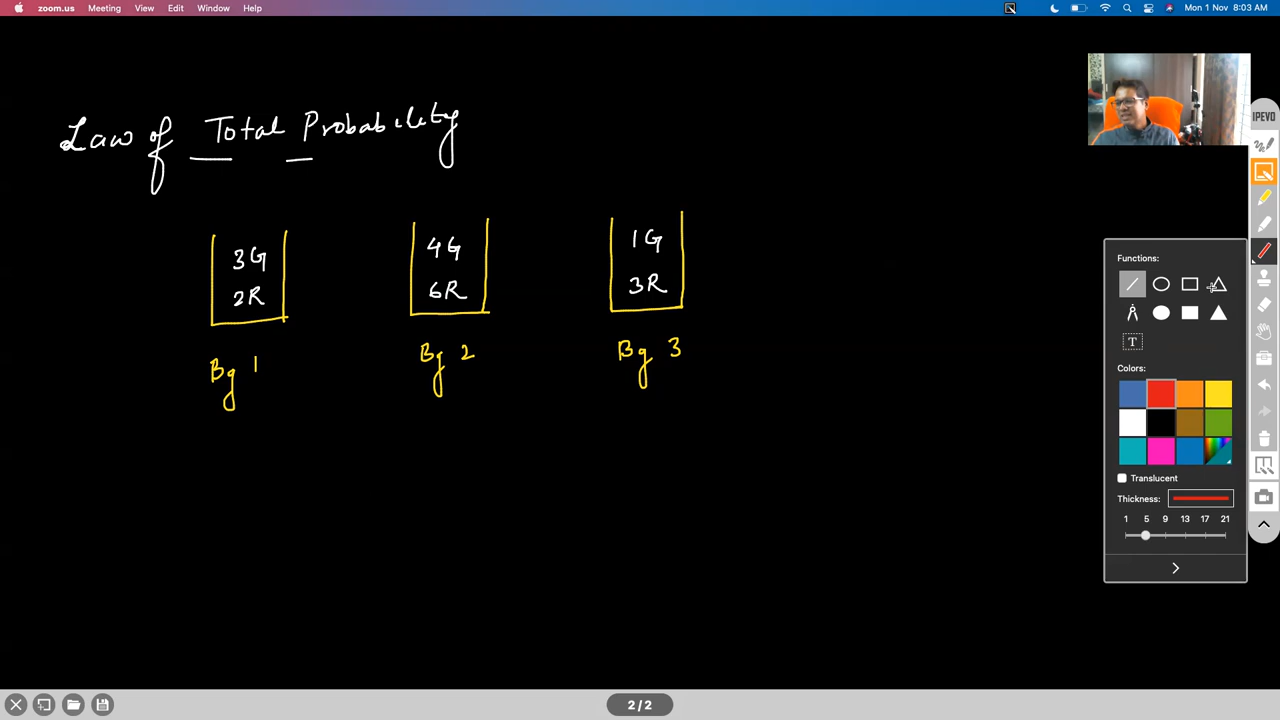 zoom.us Meeting View Edit Window Help Mon 1 Nov 8:03 AM
Law of Total Probability
IPEVO
3G 4G 1G
2R 6R 3R
Bg 1 Bg 2 Bg 3
Functions:
T
Colors:
Translucent
Thickness:
1 5 9 13 17 21
2/2